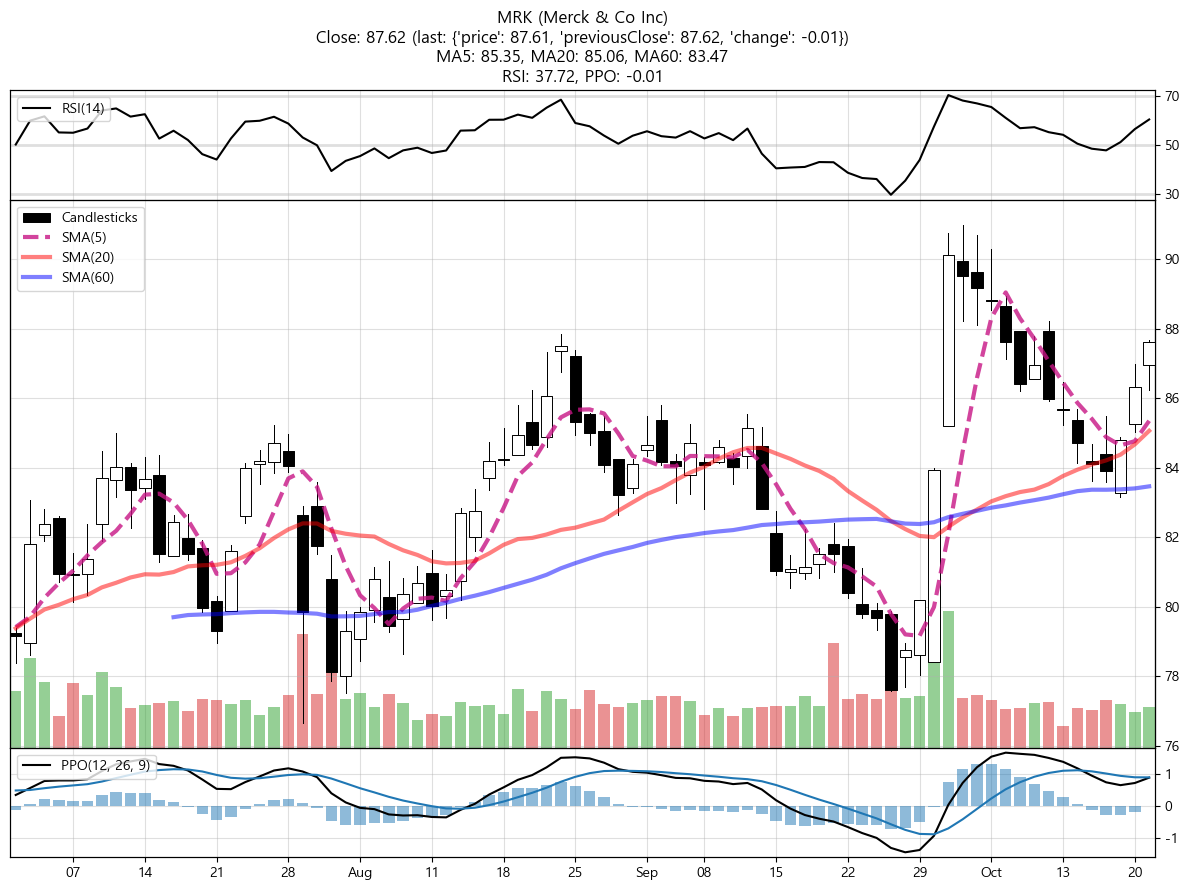 MRK (Merck & Co Inc)
Close: 87.62 (last: {'price': 87.61, 'previousClose': 87.62, 'change': -0.01})
MA5: 85.35, MA20: 85.06, MA60: 83.47
RSI: 37.72, PPO: -0.01
RSI(14)
70
50
30
Candlesticks
SMA(5)
SMA(20)
SMA(60)
90
88
86
84
82
80
78
76
PPO(12, 26, 9)
1
0
-1
07 14 21 28 Aug 11 18 25 Sep 08 15 22 29 Oct 13 20